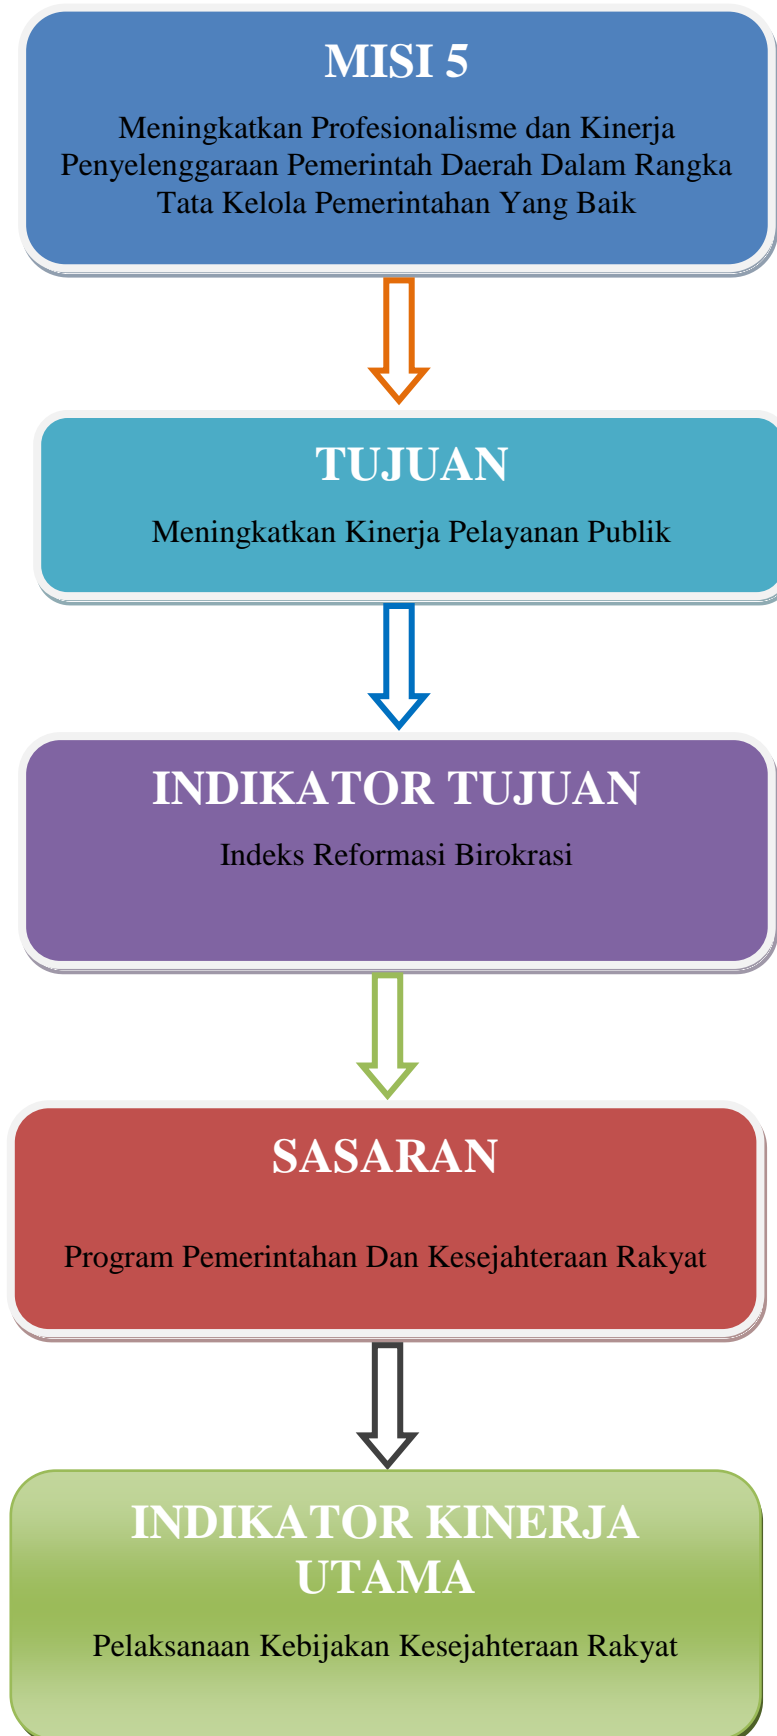 MISI 5
Meningkatkan Profesionalisme dan Kinerja
Penyelenggaraan Pemerintah Daerah Dalam Rangka
Tata Kelola Pemerintahan Yang Baik
TUJUAN
Meningkatkan Kinerja Pelayanan Publik
INDIKATOR TUJUAN
Indeks Reformasi Birokrasi
SASARAN
Program Pemerintahan Dan Kesejahteraan Rakyat
INDIKATOR KINERJA
UTAMA
Pelaksanaan Kebijakan Kesejahteraan Rakyat